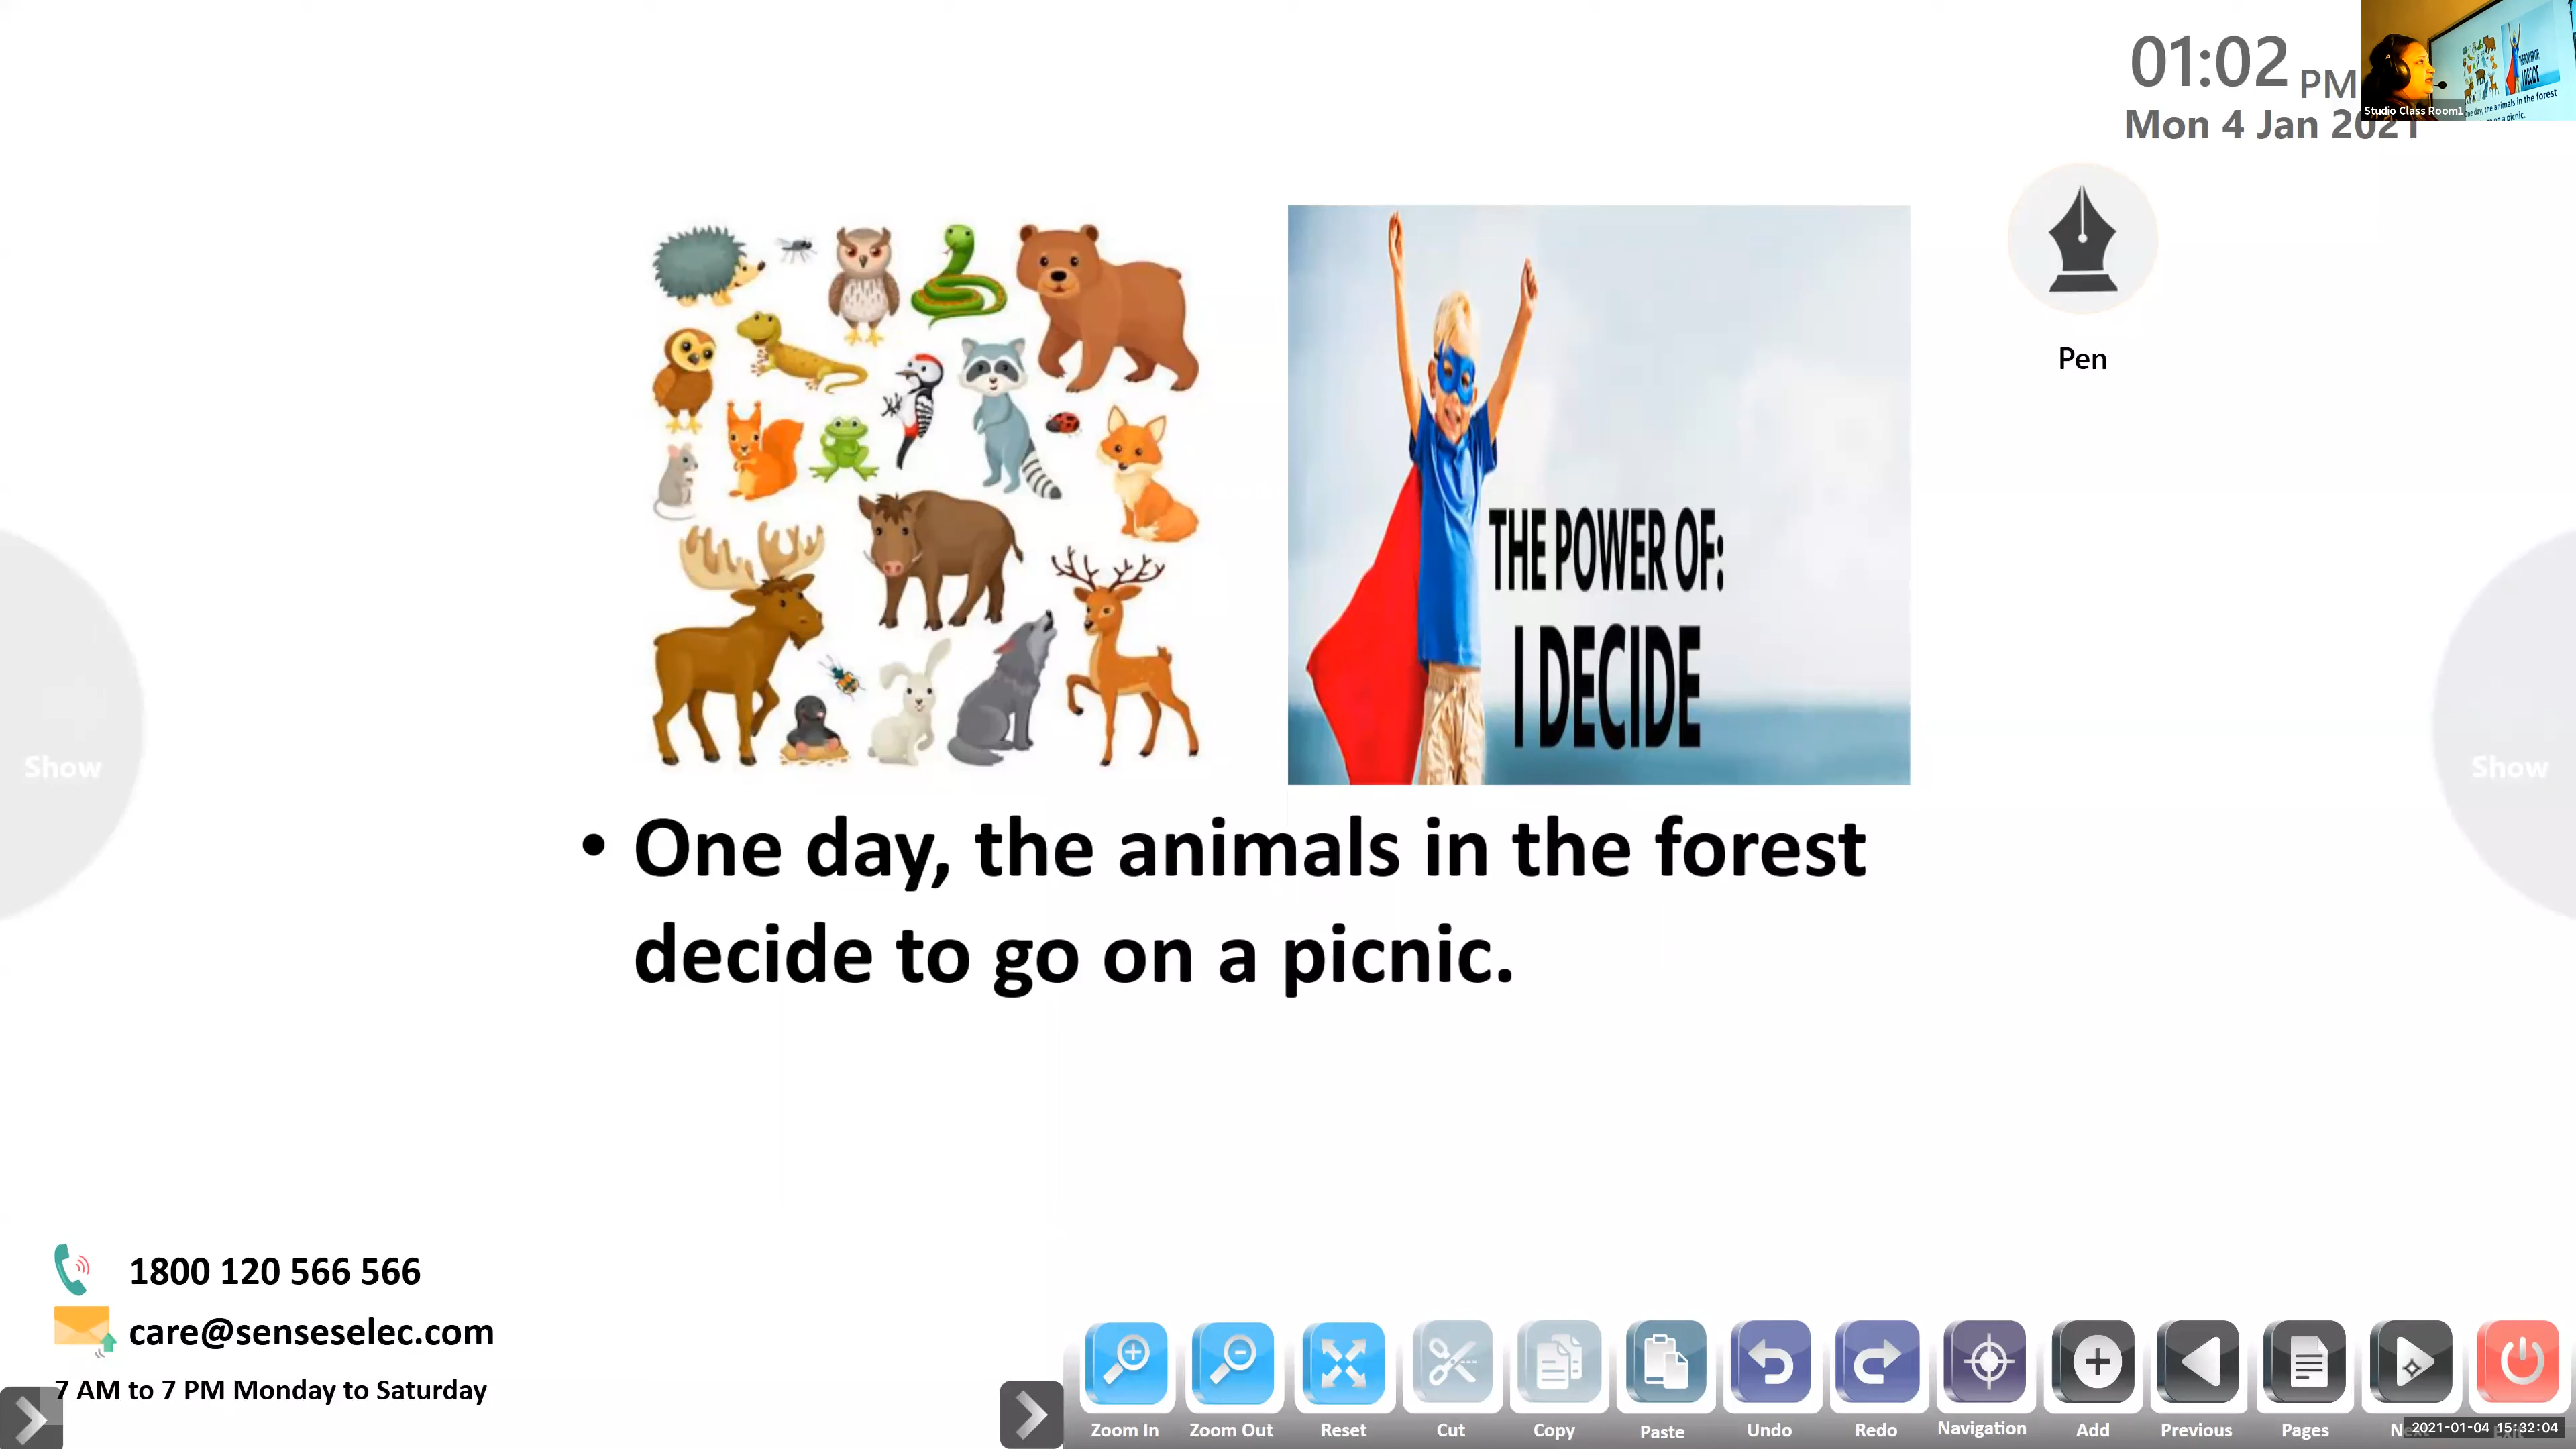 01:02 PM
Mon 4 Jan 2021
Studio Class Room1
Pen
THE POWER OF:
I DECIDE
Show
Show
• One day, the animals in the forest
decide to go on a picnic.
1800 120 566 566
care@senseselec.com
7 AM to 7 PM Monday to Saturday
Zoom In Zoom Out Reset Cut Copy Paste Undo Redo Navigation Add Previous Pages
2021-01-04 15:32:04